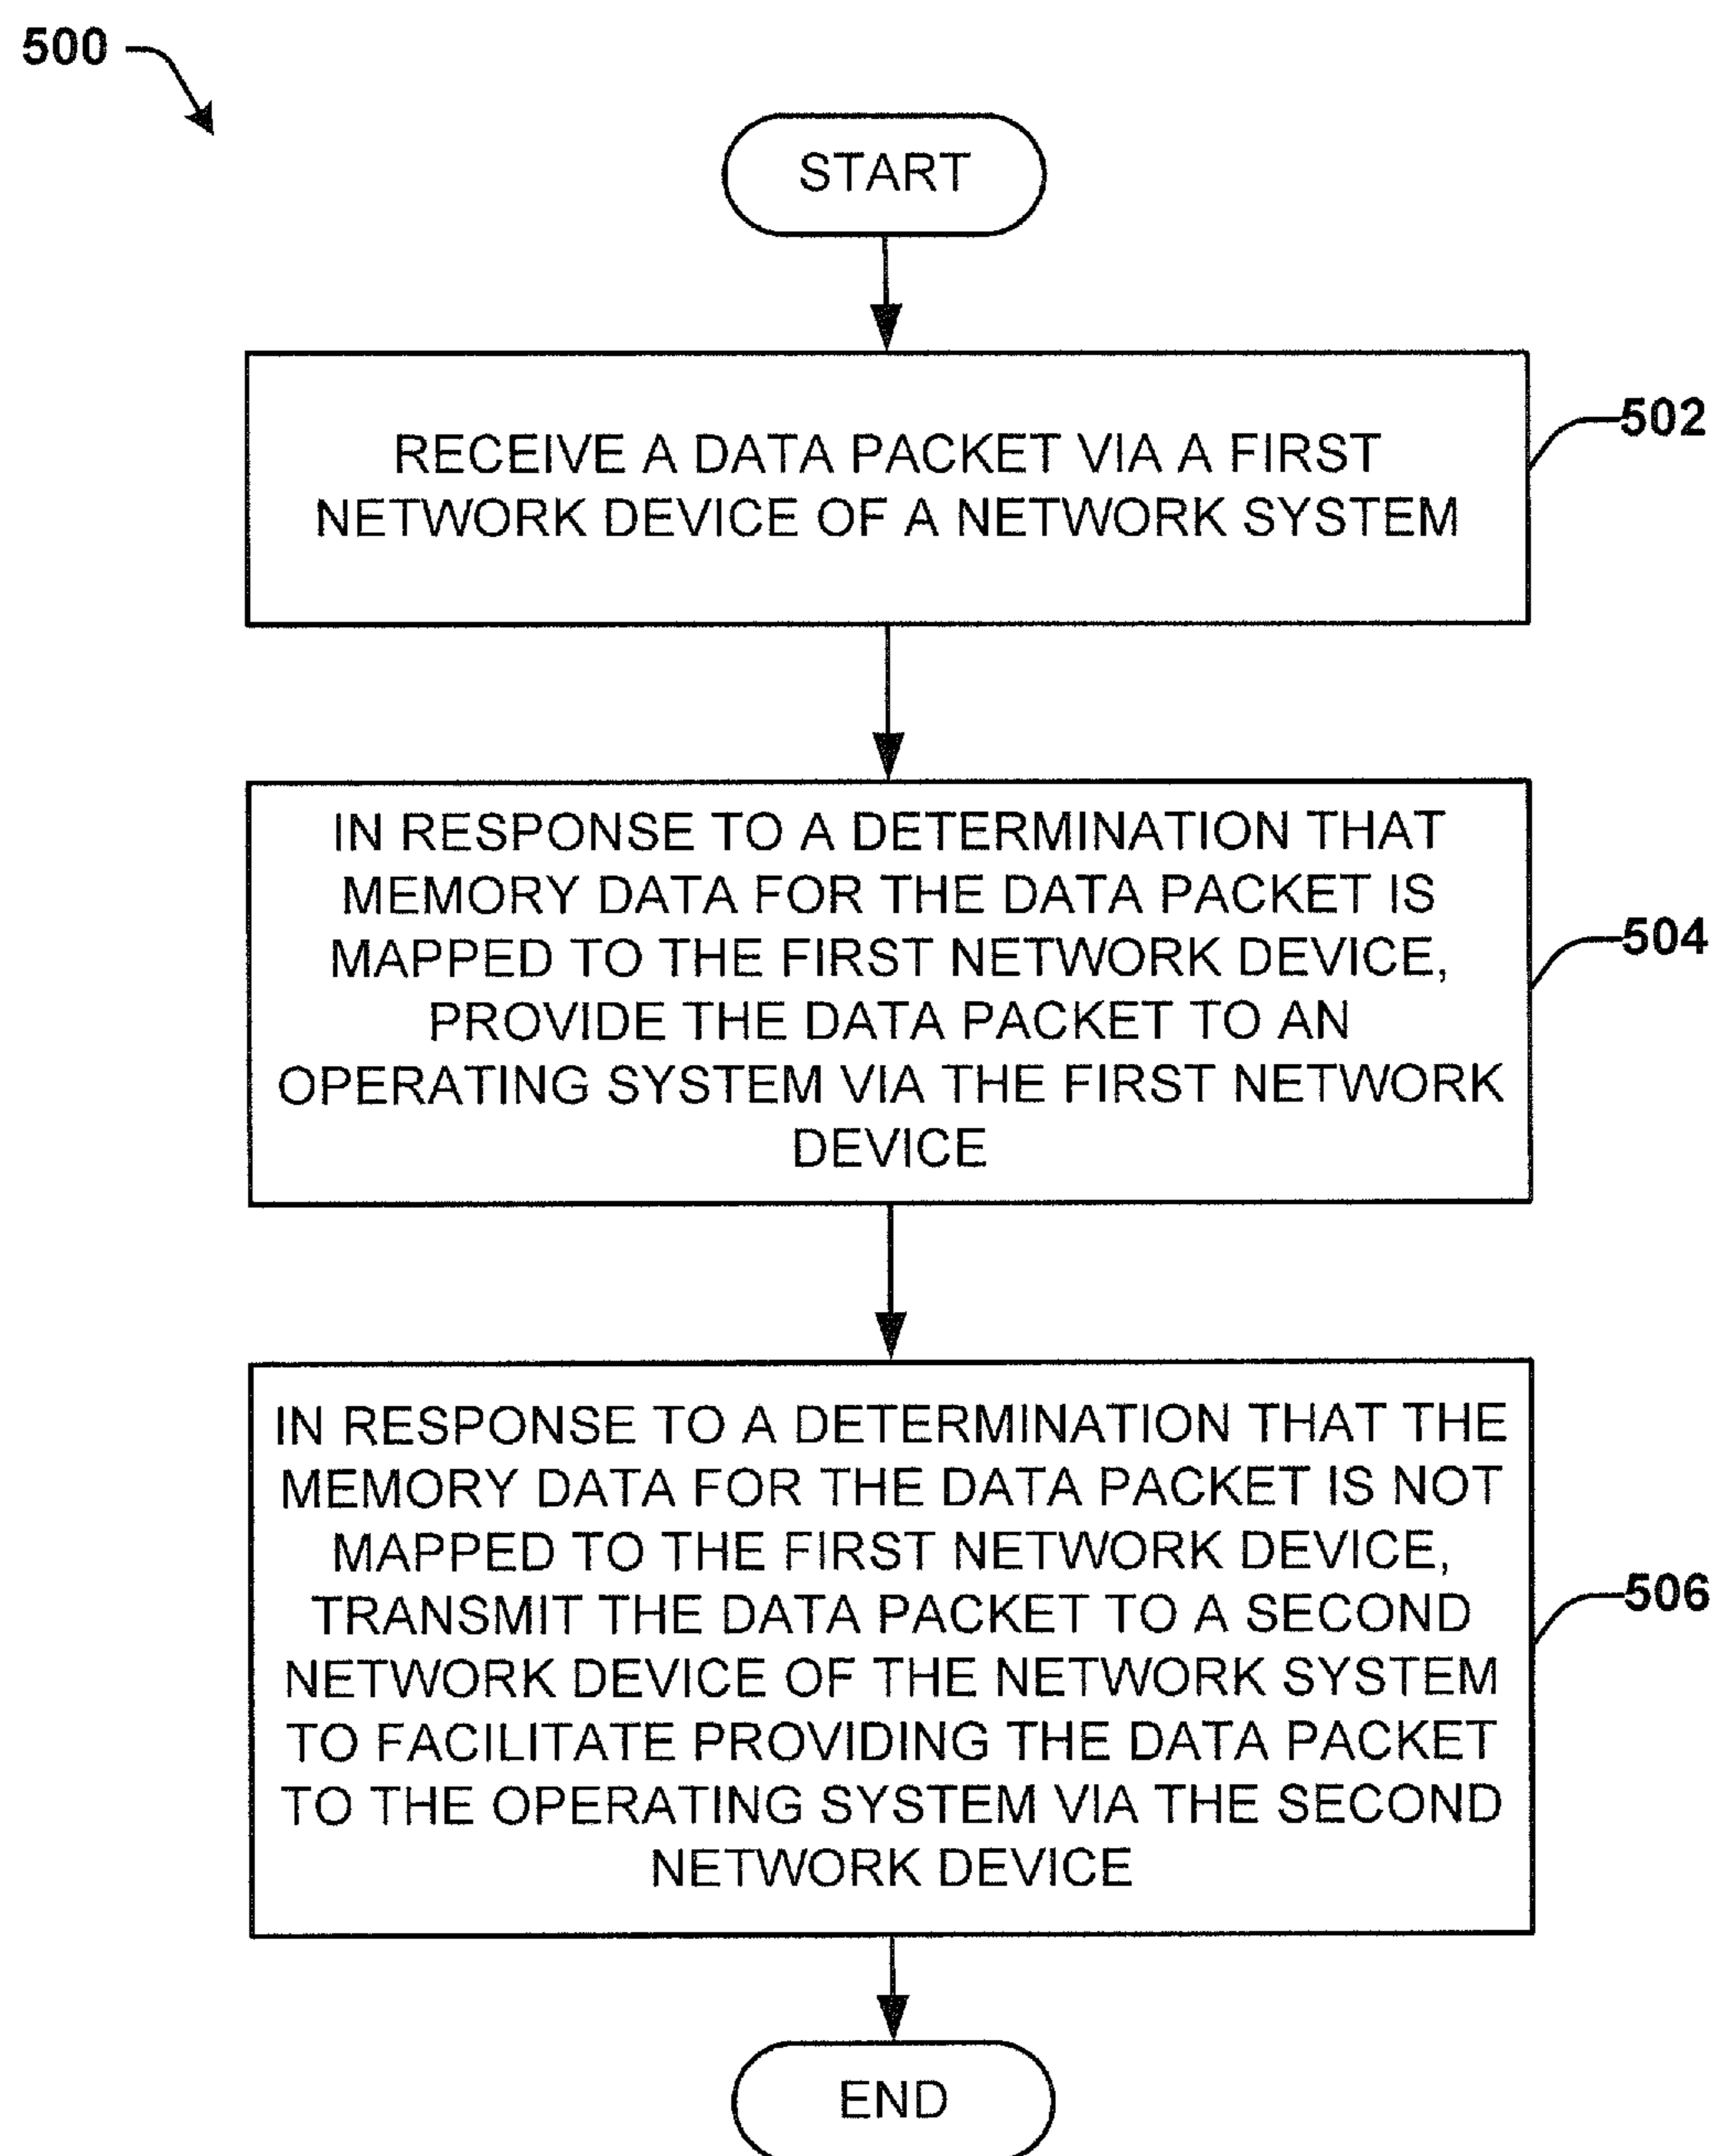 500
START
RECEIVE A DATA PACKET VIA A FIRST
NETWORK DEVICE OF A NETWORK SYSTEM
502
IN RESPONSE TO A DETERMINATION THAT
MEMORY DATA FOR THE DATA PACKET IS
MAPPED TO THE FIRST NETWORK DEVICE,
PROVIDE THE DATA PACKET TO AN
OPERATING SYSTEM VIA THE FIRST NETWORK
DEVICE
504
IN RESPONSE TO A DETERMINATION THAT THE
MEMORY DATA FOR THE DATA PACKET IS NOT
MAPPED TO THE FIRST NETWORK DEVICE,
TRANSMIT THE DATA PACKET TO A SECOND
NETWORK DEVICE OF THE NETWORK SYSTEM
TO FACILITATE PROVIDING THE DATA PACKET
TO THE OPERATING SYSTEM VIA THE SECOND
NETWORK DEVICE
506
END